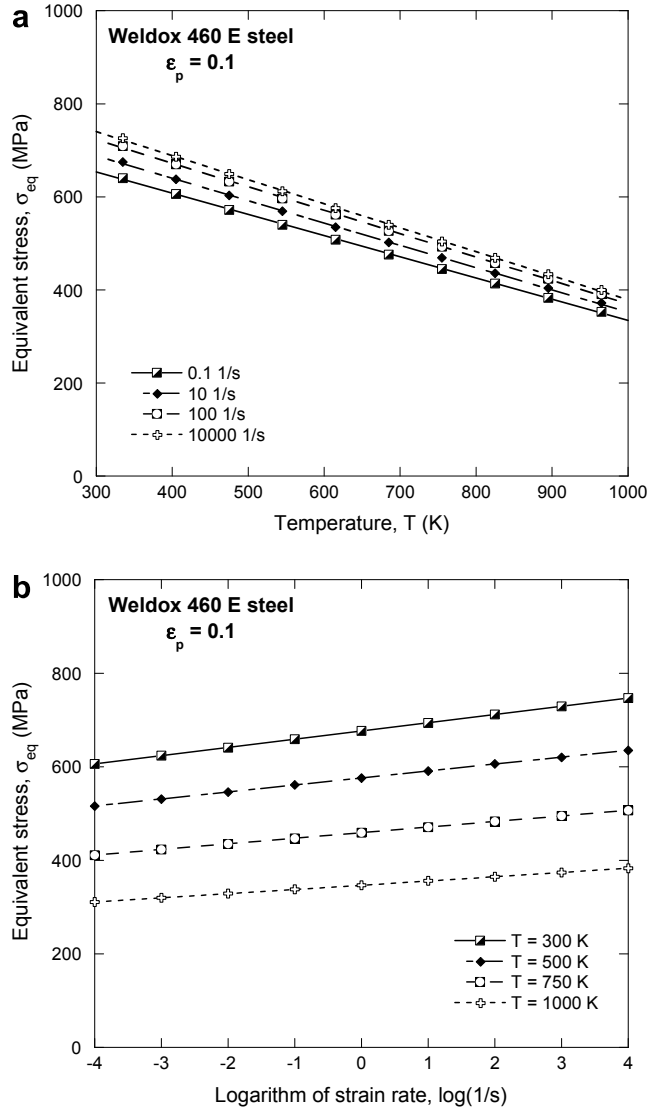 a
Weldox 460 E steel
εp = 0.1
1000
800
600
400
200
0
Equivalent stress, σeq (MPa)
0.1 1/s
10 1/s
100 1/s
10000 1/s
300 400 500 600 700 800 900 1000
Temperature, T (K)
b
Weldox 460 E steel
εp = 0.1
1000
800
600
400
200
0
Equivalent stress, σeq (MPa)
T = 300 K
T = 500 K
T = 750 K
T = 1000 K
-4 -3 -2 -1 0 1 2 3 4
Logarithm of strain rate, log(1/s)